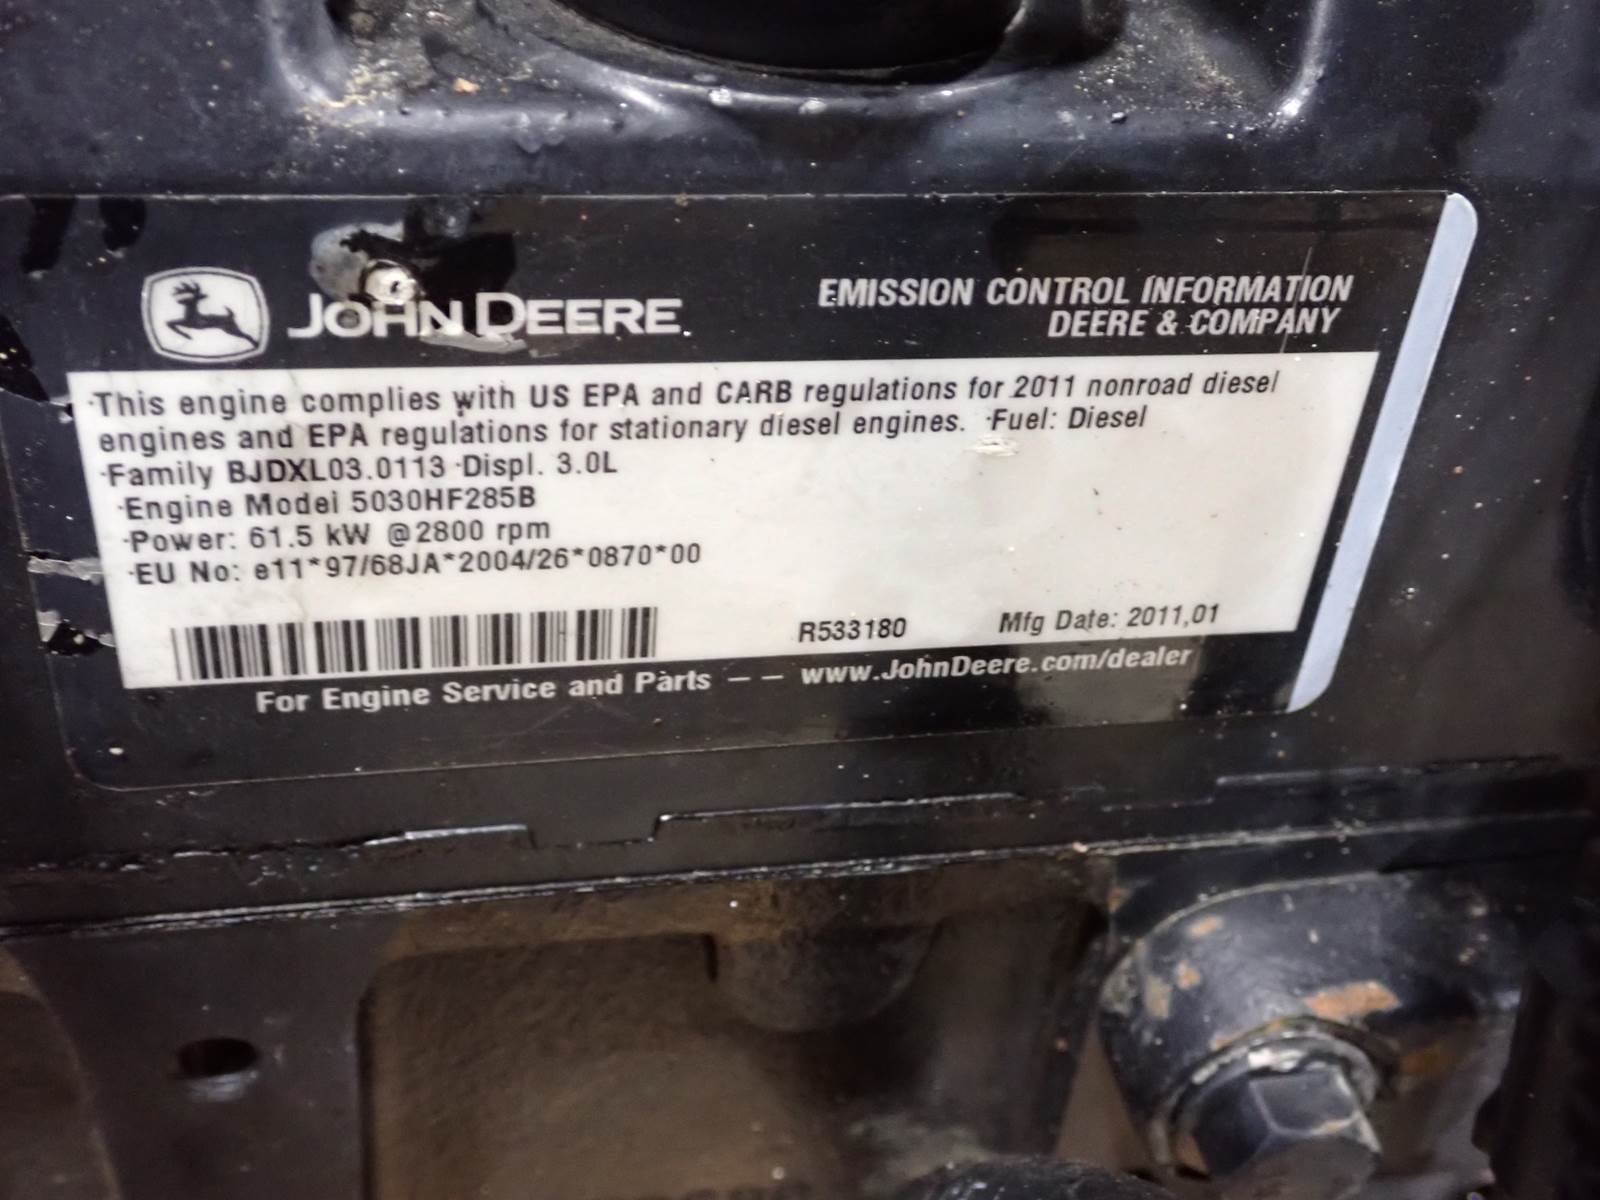 JOHN DEERE
EMISSION CONTROL INFORMATION
DEERE & COMPANY
·This engine complies with US EPA and CARB regulations for 2011 nonroad diesel
engines and EPA regulations for stationary diesel engines. ·Fuel: Diesel
·Family BJDXL03.0113 ·Displ. 3.0L
·Engine Model 5030HF285B
·Power: 61.5 kW @2800 rpm
·EU No: e11*97/68JA*2004/26*0870*00
R533180 Mfg Date: 2011,01
For Engine Service and Parts -- www.JohnDeere.com/dealer